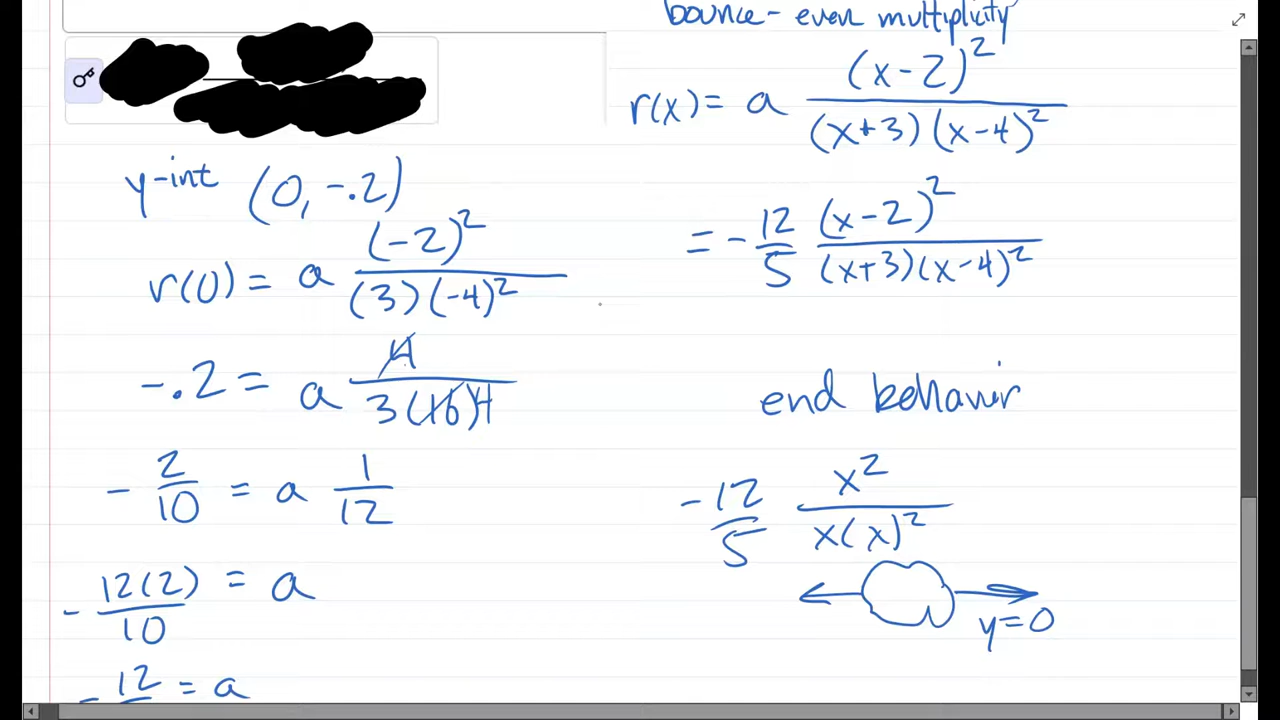 bounce - even multiplicity
r(x) = a (x-2)^2 / (x+3)(x-4)^2
= - 12/5 (x-2)^2 / (x+3)(x-4)^2
y-int (0, -.2)
r(0) = a (-2)^2 / (3)(-4)^2
-.2 = a 4 / 3(16)4
- 2/10 = a 1/12
- 12(2)/10 = a
- 12 = a
end behavior
-12/5 x^2 / x(x)^2
y=0